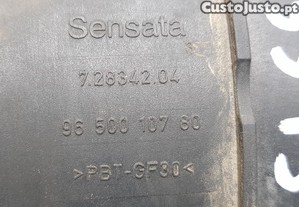 CustoJusto.pt
Sensata
7.28342.04
96 500 107 80
>PBT-GF30<